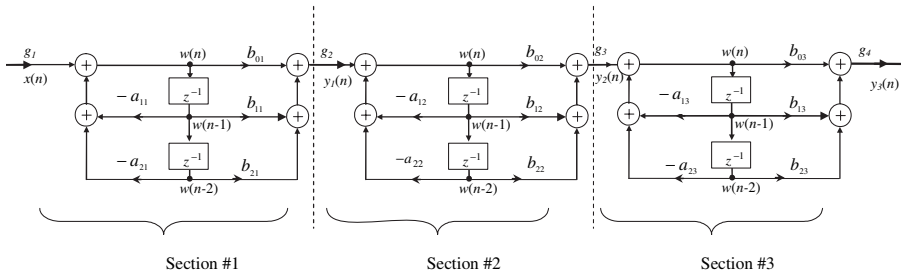 g₁ w(n) b₀₁ g₂ w(n) b₀₂ g₃ w(n) b₀₃ g₄
x(n) y₁(n) y₂(n) y₃(n)
z⁻¹ z⁻¹ z⁻¹
−a₁₁ b₁₁ −a₁₂ b₁₂ −a₁₃ b₁₃
w(n-1) w(n-1) w(n-1)
−a₂₁ z⁻¹ b₂₁ −a₂₂ z⁻¹ b₂₂ −a₂₃ z⁻¹ b₂₃
w(n-2) w(n-2) w(n-2)
Section #1 Section #2 Section #3